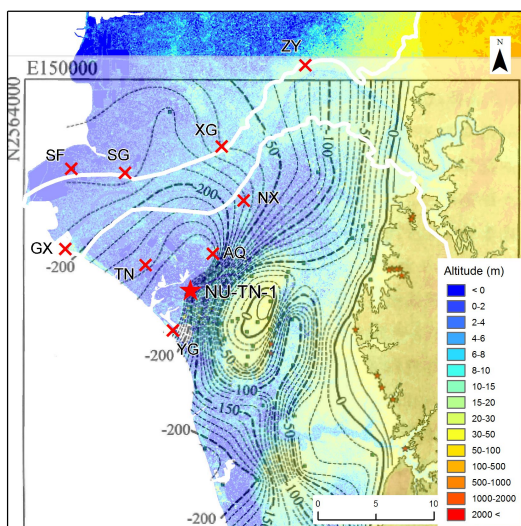 N
ZY
E150000
N2564000
50
100
0
XG
SF
SG
-200
NX
GX
-200
AQ
TN
NU-TN-1
YG
-200
-50
-100
-150
0
-50
-200
-100
-200
Altitude (m)
< 0
0-2
2-4
4-6
6-8
8-10
10-15
15-20
20-30
30-50
50-100
100-500
500-1000
1000-2000
2000 <
0
5
10